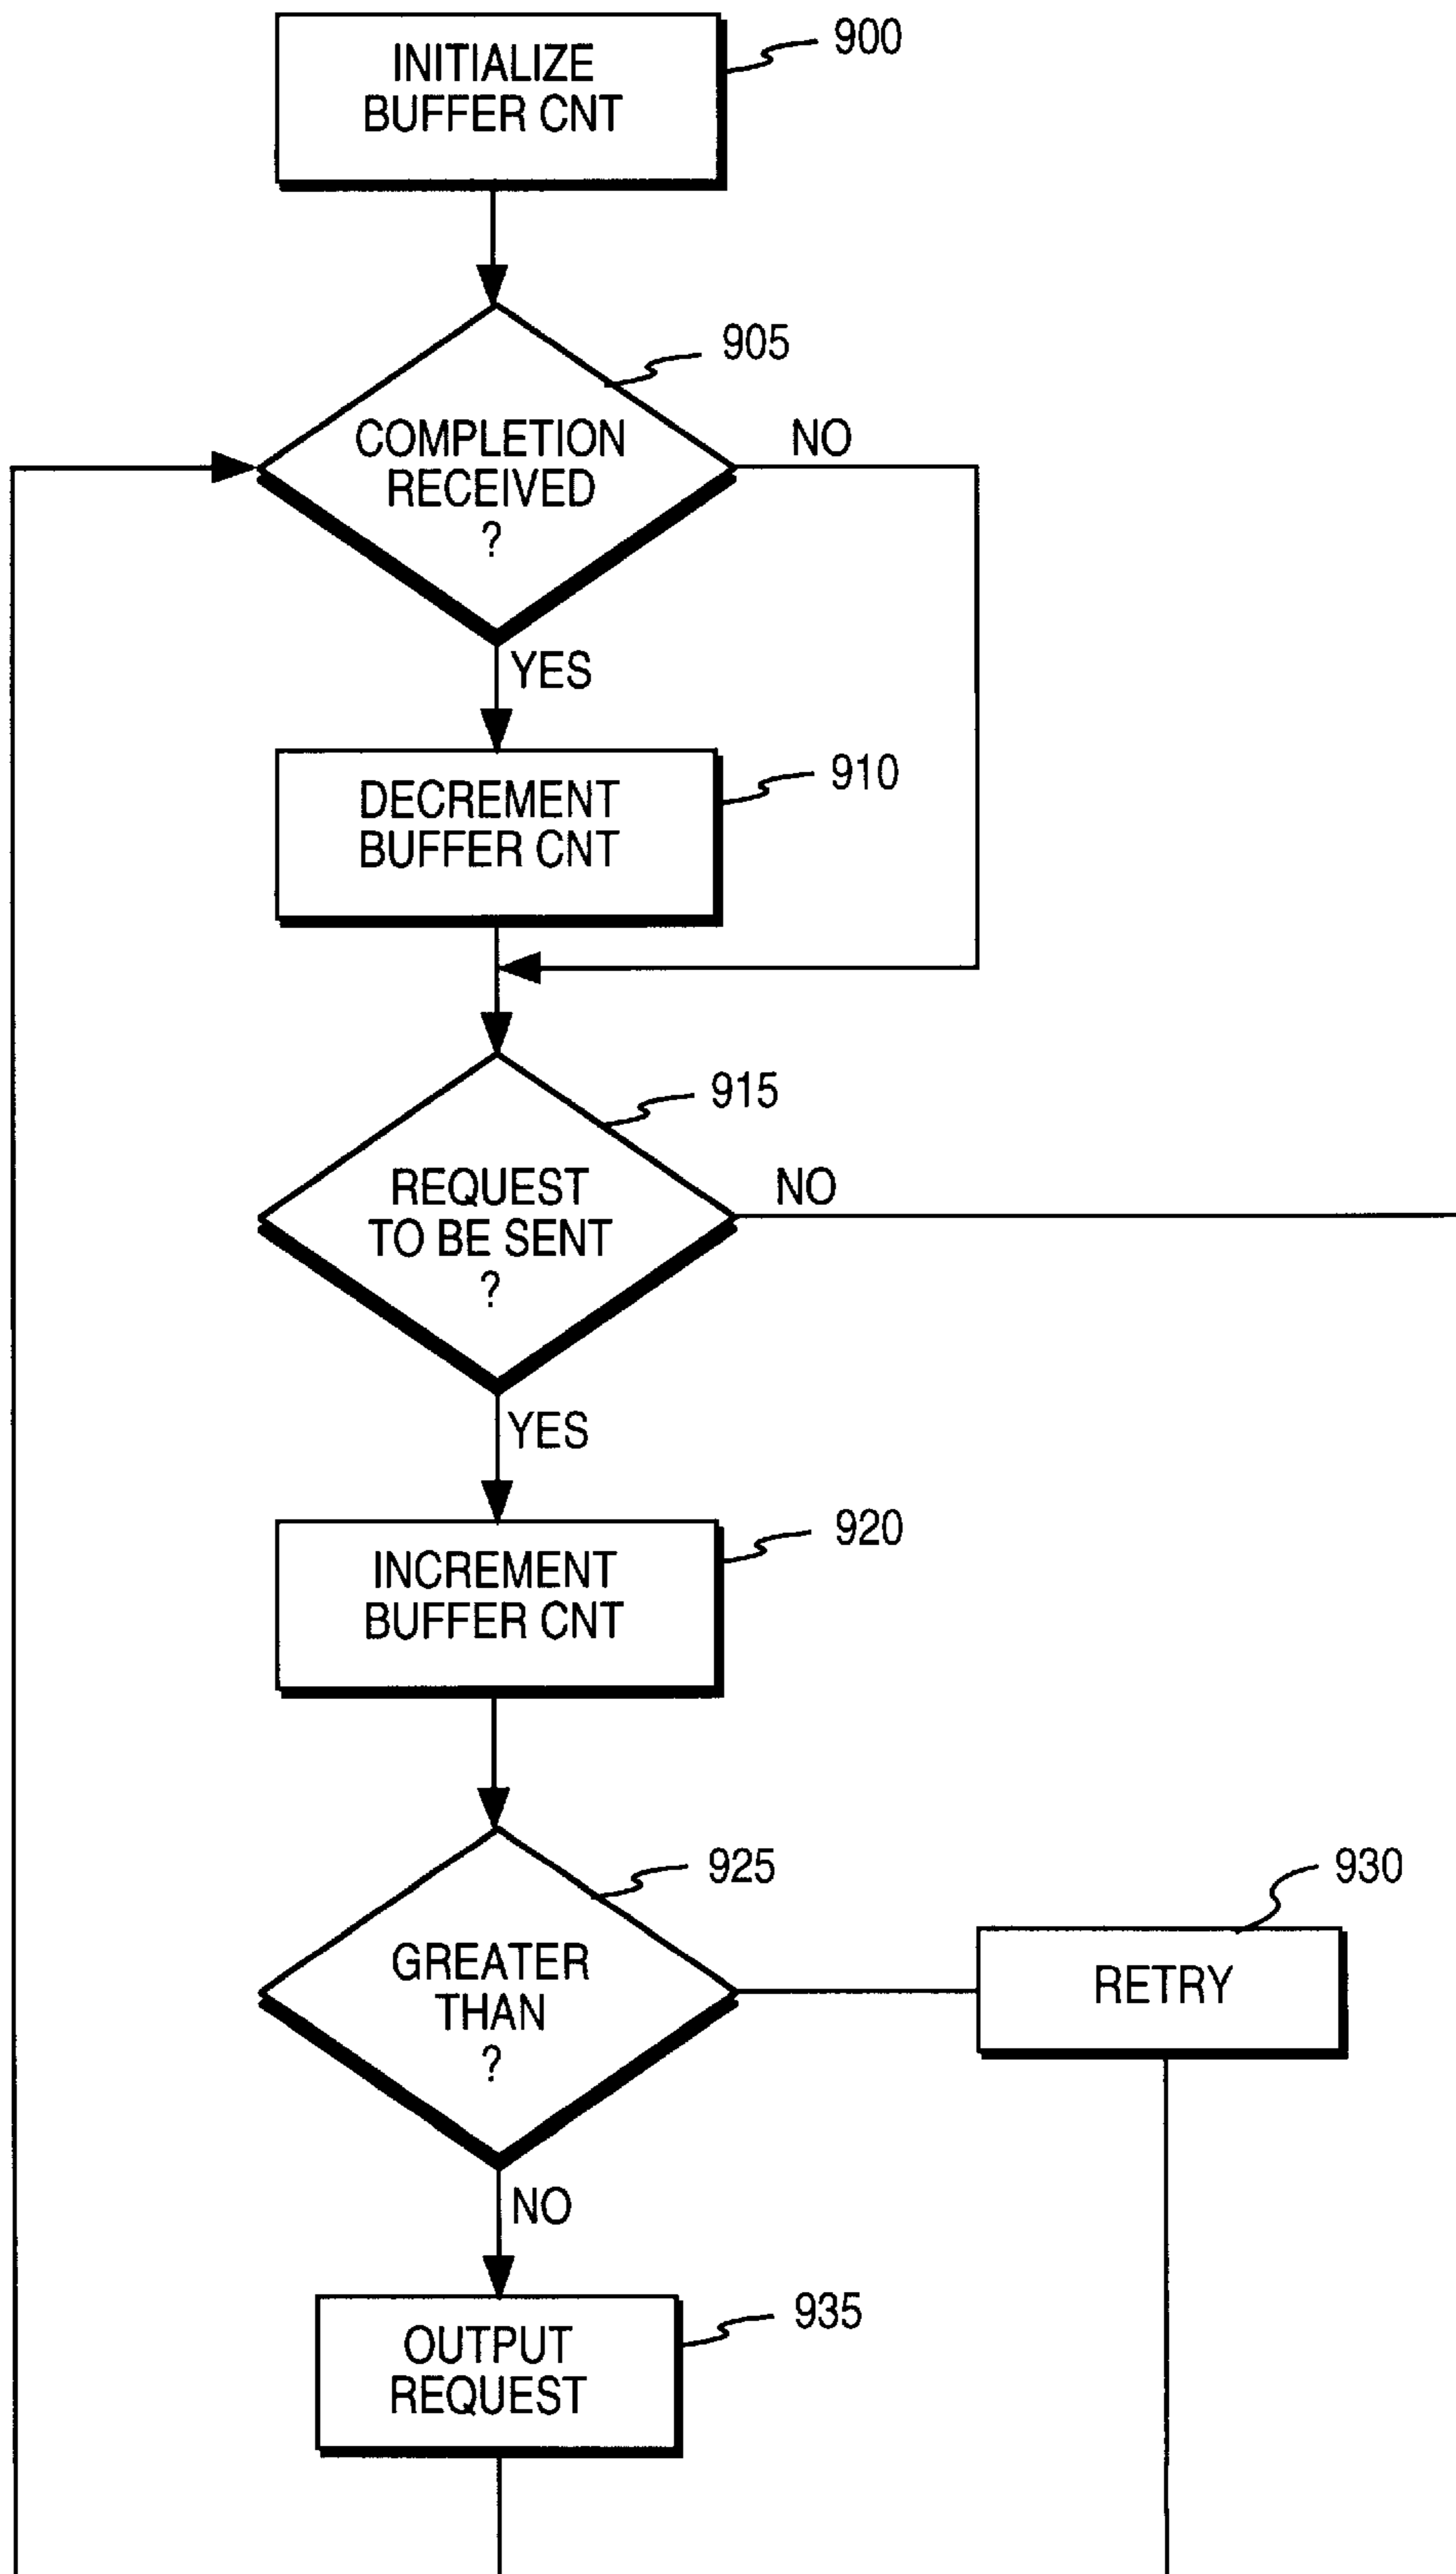 INITIALIZE
BUFFER CNT
900
905
COMPLETION
RECEIVED
?
NO
YES
910
DECREMENT
BUFFER CNT
915
REQUEST
TO BE SENT
?
NO
YES
920
INCREMENT
BUFFER CNT
925
GREATER
THAN
?
930
RETRY
NO
935
OUTPUT
REQUEST